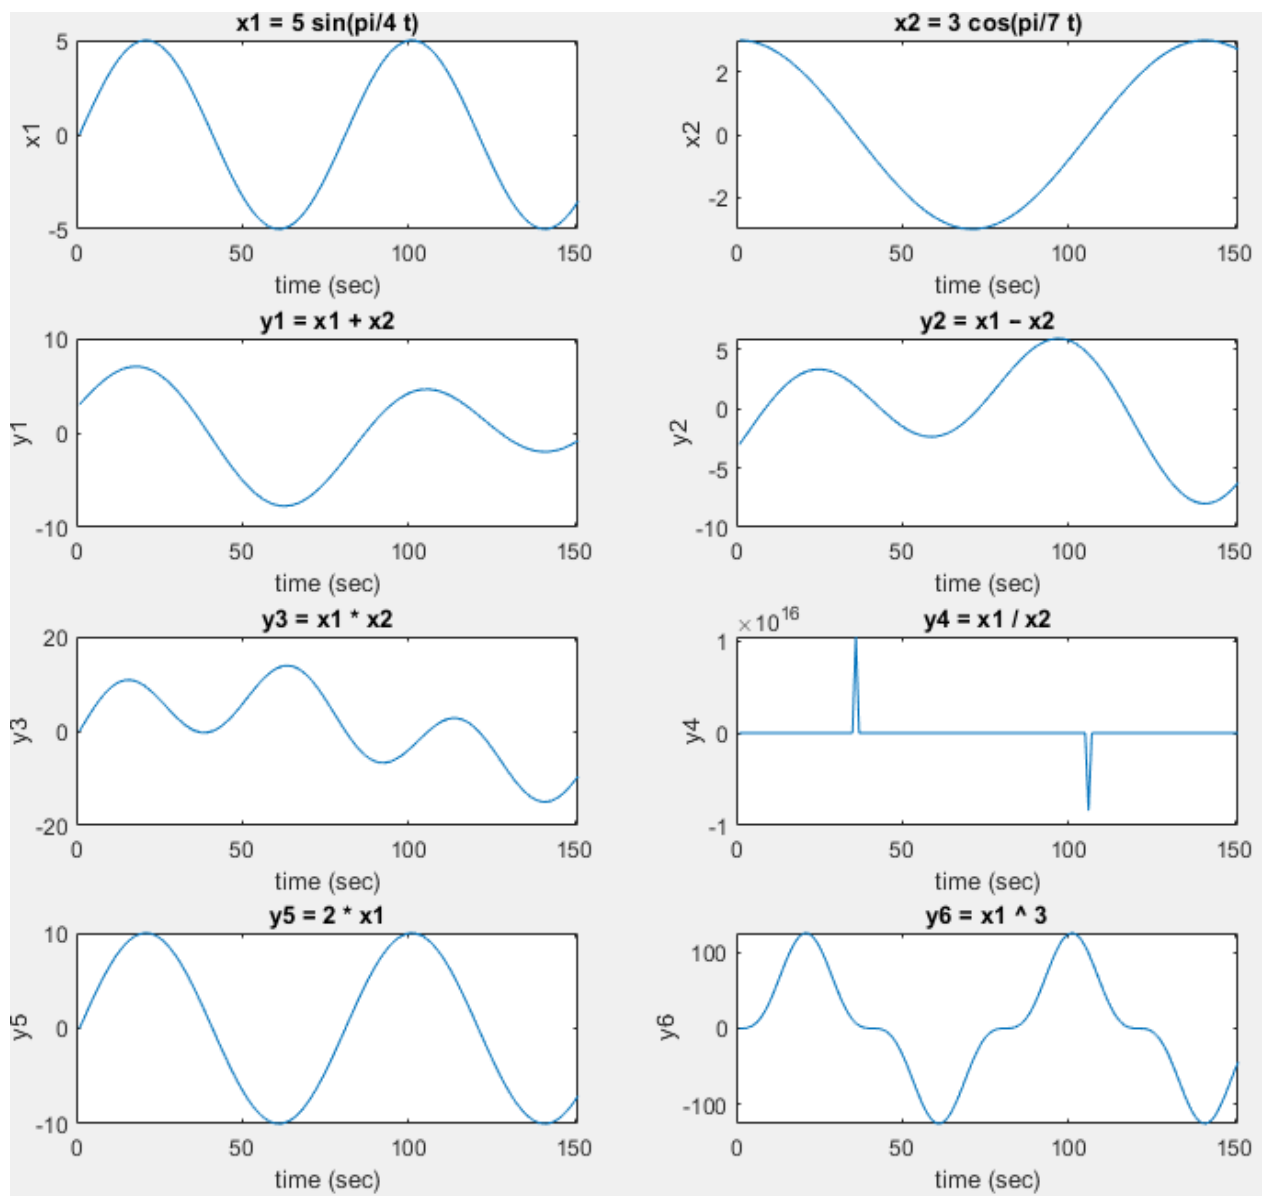 x1 = 5 sin(pi/4 t)
5
0
-5
x1
0 50 100 150
time (sec)
x2 = 3 cos(pi/7 t)
2
0
-2
x2
0 50 100 150
time (sec)
y1 = x1 + x2
10
0
-10
y1
0 50 100 150
time (sec)
y2 = x1 − x2
5
0
-5
-10
y2
0 50 100 150
time (sec)
y3 = x1 * x2
20
0
-20
y3
0 50 100 150
time (sec)
×10^16 y4 = x1 / x2
1
0
-1
y4
0 50 100 150
time (sec)
y5 = 2 * x1
10
0
-10
y5
0 50 100 150
time (sec)
y6 = x1 ^ 3
100
0
-100
y6
0 50 100 150
time (sec)